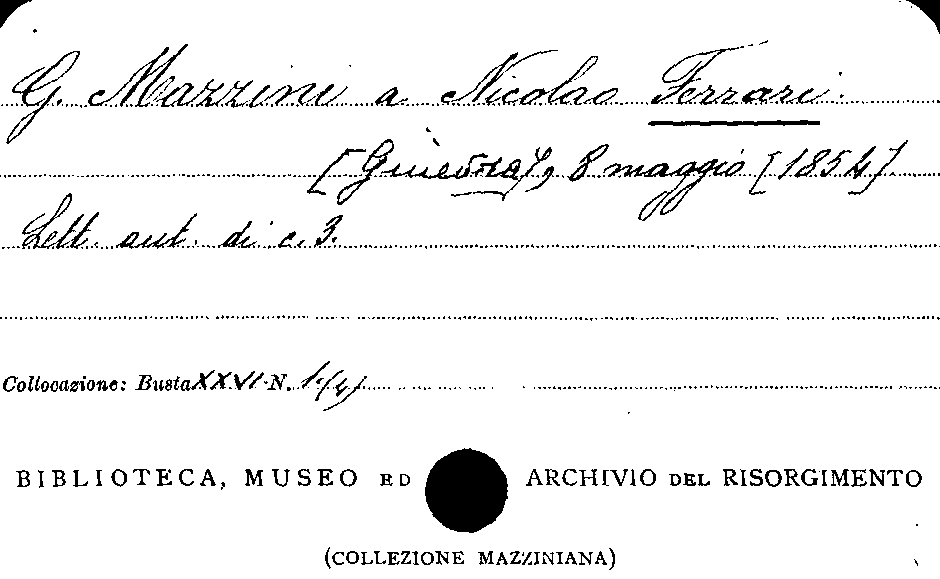 G. Mazzini a Nicolao Ferrari.
[Ginevra], 8 maggio [1854].
Lett. aut. di c. 3.
Collocazione: Busta XXVI N. 1(4)
BIBLIOTECA, MUSEO ED ARCHIVIO DEL RISORGIMENTO
(COLLEZIONE MAZZINIANA)